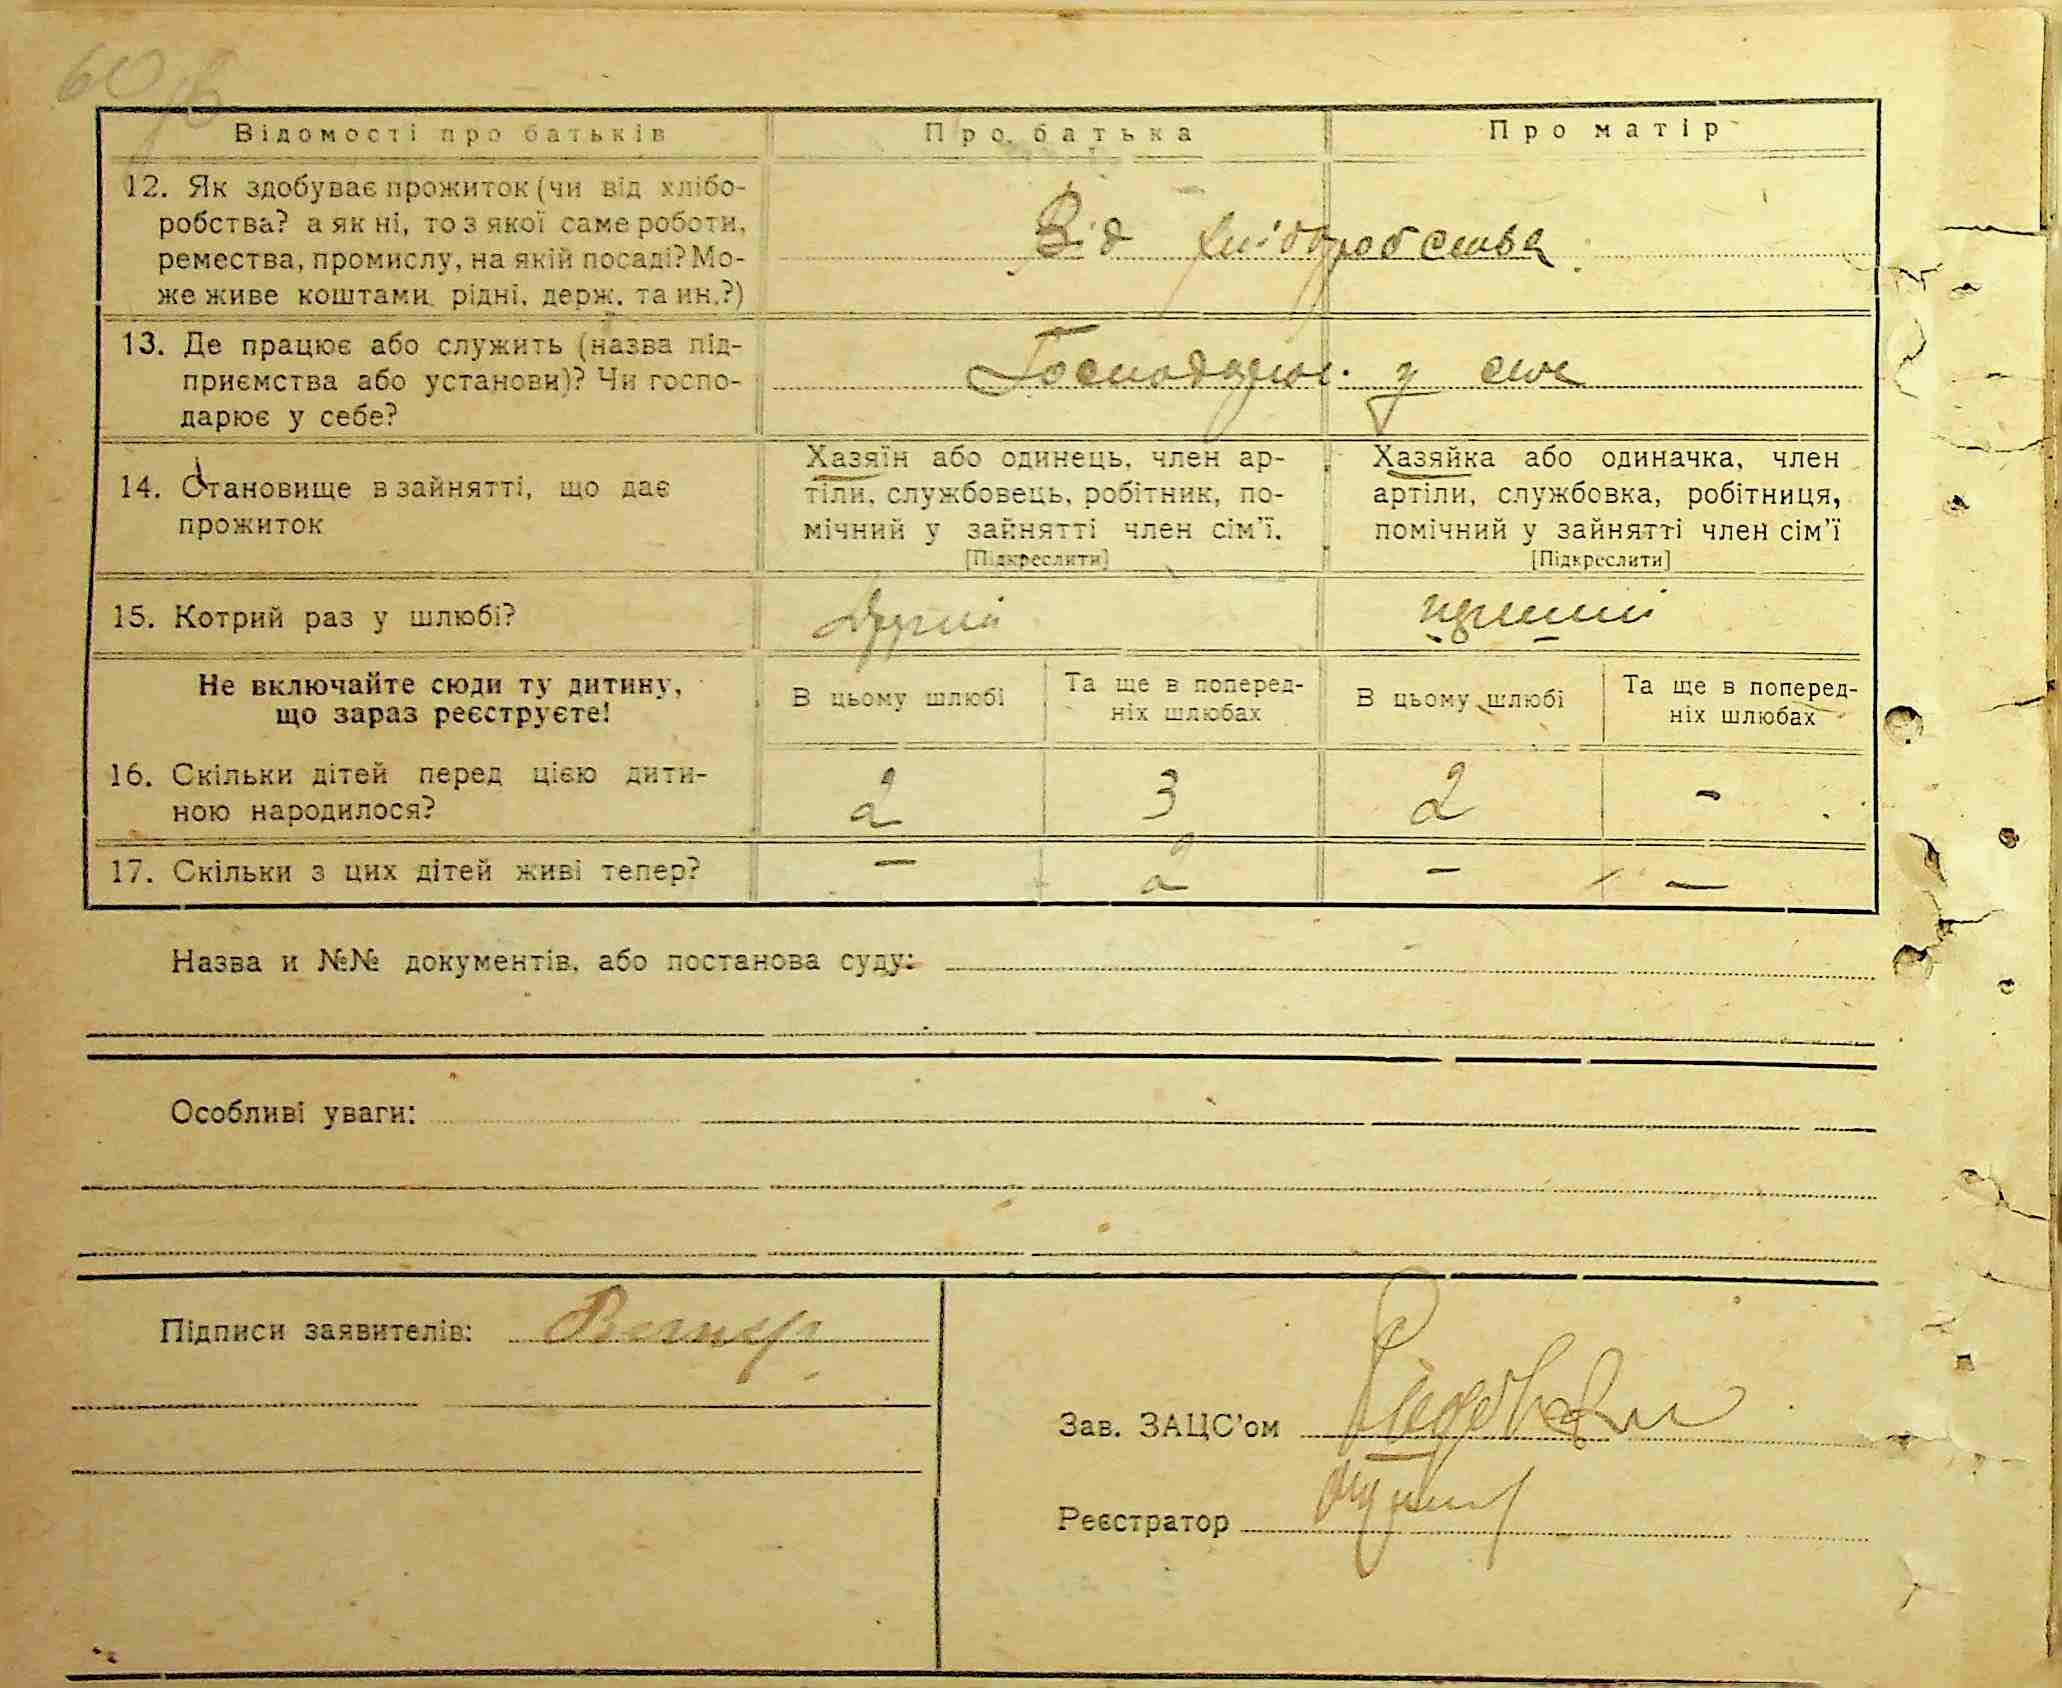 60
Відомості про батьків
Про батька
Про матір
12. Як здобуває прожиток (чи від хлібо-
робства? а як ні, то з якої саме роботи,
ремества, промислу, на якій посаді? Мо-
же живе коштами рідні, держ. та ин.?)
Від хліборобства
13. Де працює або служить (назва під-
приємства або установи)? Чи госпо-
дарює у себе?
у
14. Становище в зайнятті, що дає
прожиток
Хазяїн або одинець, член ар-
тіли, службовець, робітник, по-
мічний у зайнятті член сім'ї.
[Підкреслити]
Хазяйка або одиначка, член
артіли, службовка, робітниця,
помічний у зайнятті член сім'ї
[Підкреслити]
15. Котрий раз у шлюбі?
Другий
Не включайте сюди ту дитину,
що зараз реєструєте!
В цьому шлюбі
Та ще в поперед-
ніх шлюбах
В цьому шлюбі
Та ще в поперед-
ніх шлюбах
16. Скільки дітей перед цією дити-
ною народилося?
2
3
2
-
17. Скільки з цих дітей живі тепер?
-
2
-
-
Назва и №№ документів, або постанова суду:
Особливі уваги:
Підписи заявителів:
Зав. ЗАЦС'ом
Реєстратор